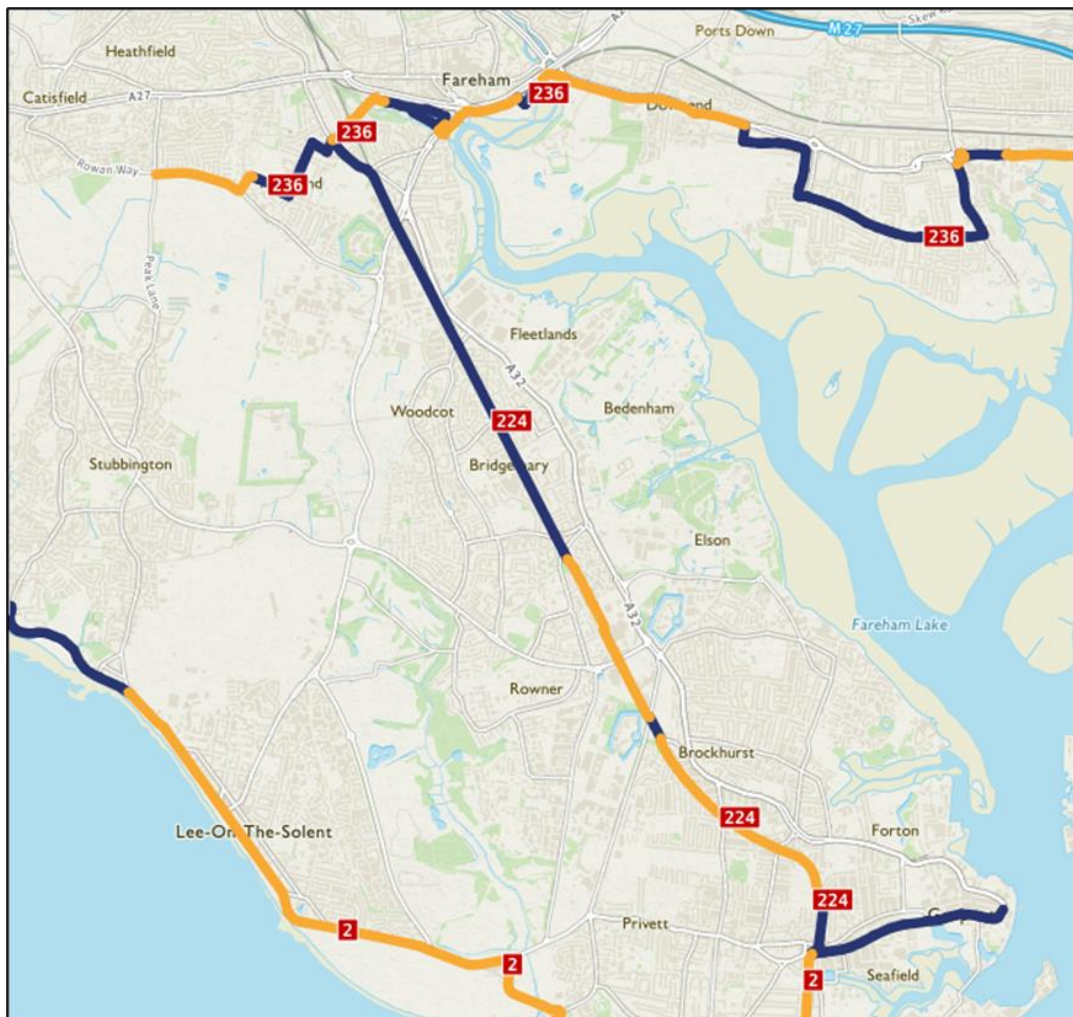 M27
Ports Down
Heathfield
Fareham
Catisfield
A27
236
236
Rowan Way
236
236
Peak Lane
Fleetlands
A32
Woodcot
224
Bedenham
Stubbington
Elson
A32
Fareham Lake
Rowner
Brockhurst
224
Lee-On-The-Solent
Forton
224
Privett
2
2
Seafield
2